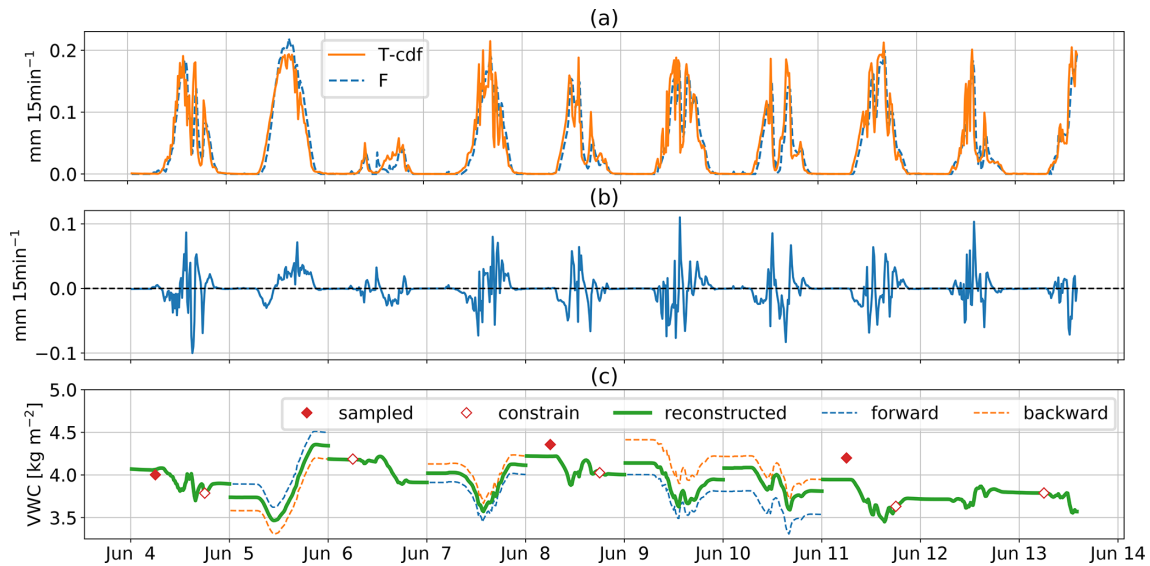 (a)
0.2
0.1
0.0
mm 15min⁻¹
T-cdf
F
(b)
0.1
0.0
−0.1
mm 15min⁻¹
(c)
5.0
4.5
4.0
3.5
VWC [kg m⁻²]
sampled constrain reconstructed forward backward
Jun 4 Jun 5 Jun 6 Jun 7 Jun 8 Jun 9 Jun 10 Jun 11 Jun 12 Jun 13 Jun 14